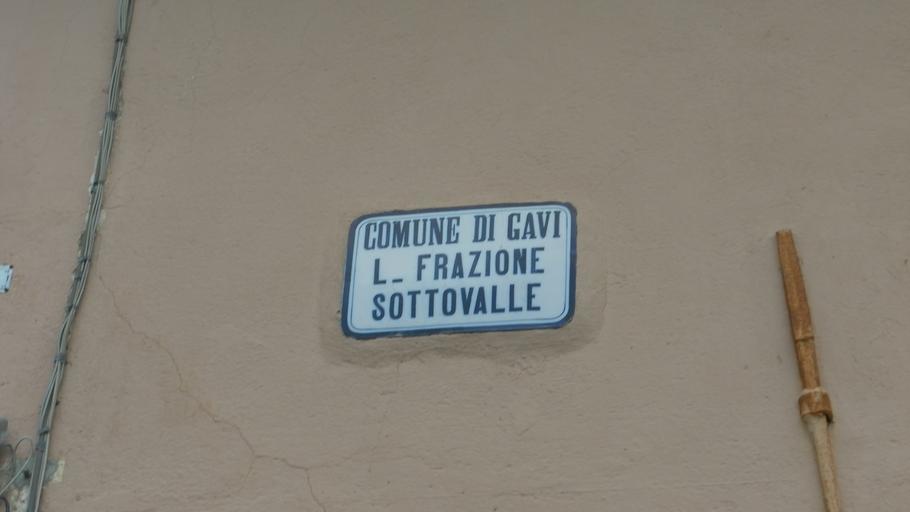 COMUNE DI GAVI
L_ FRAZIONE
SOTTOVALLE